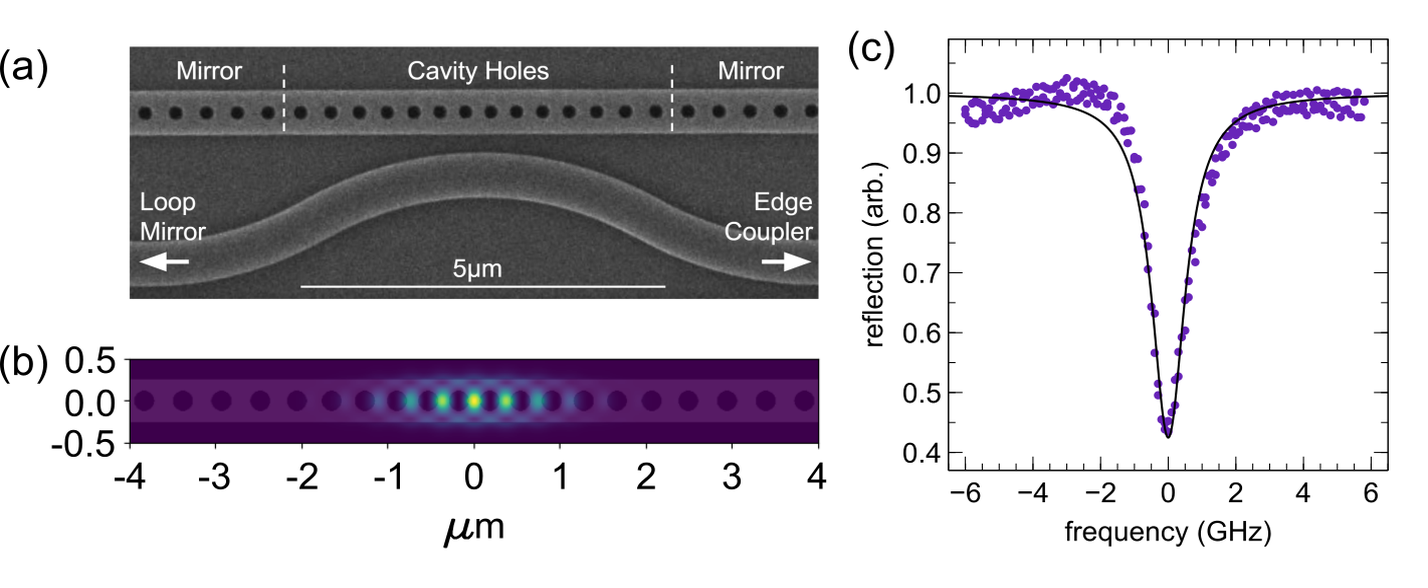 (a)
Mirror
Cavity Holes
Mirror
Loop
Mirror
Edge
Coupler
5μm
(b)
0.5
0.0
-0.5
-4
-3
-2
-1
0
1
2
3
4
μm
(c)
1.0
0.9
0.8
0.7
0.6
0.5
0.4
reflection (arb.)
−6
−4
−2
0
2
4
6
frequency (GHz)